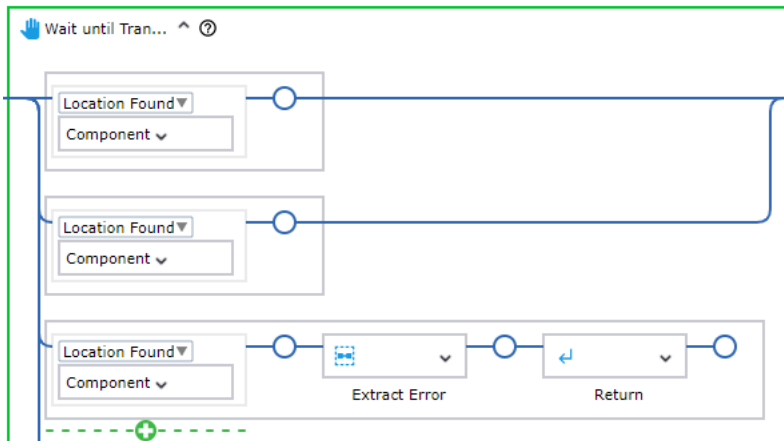 Wait until Tran...
Location Found
Component
Location Found
Component
Location Found
Component
Extract Error
Return